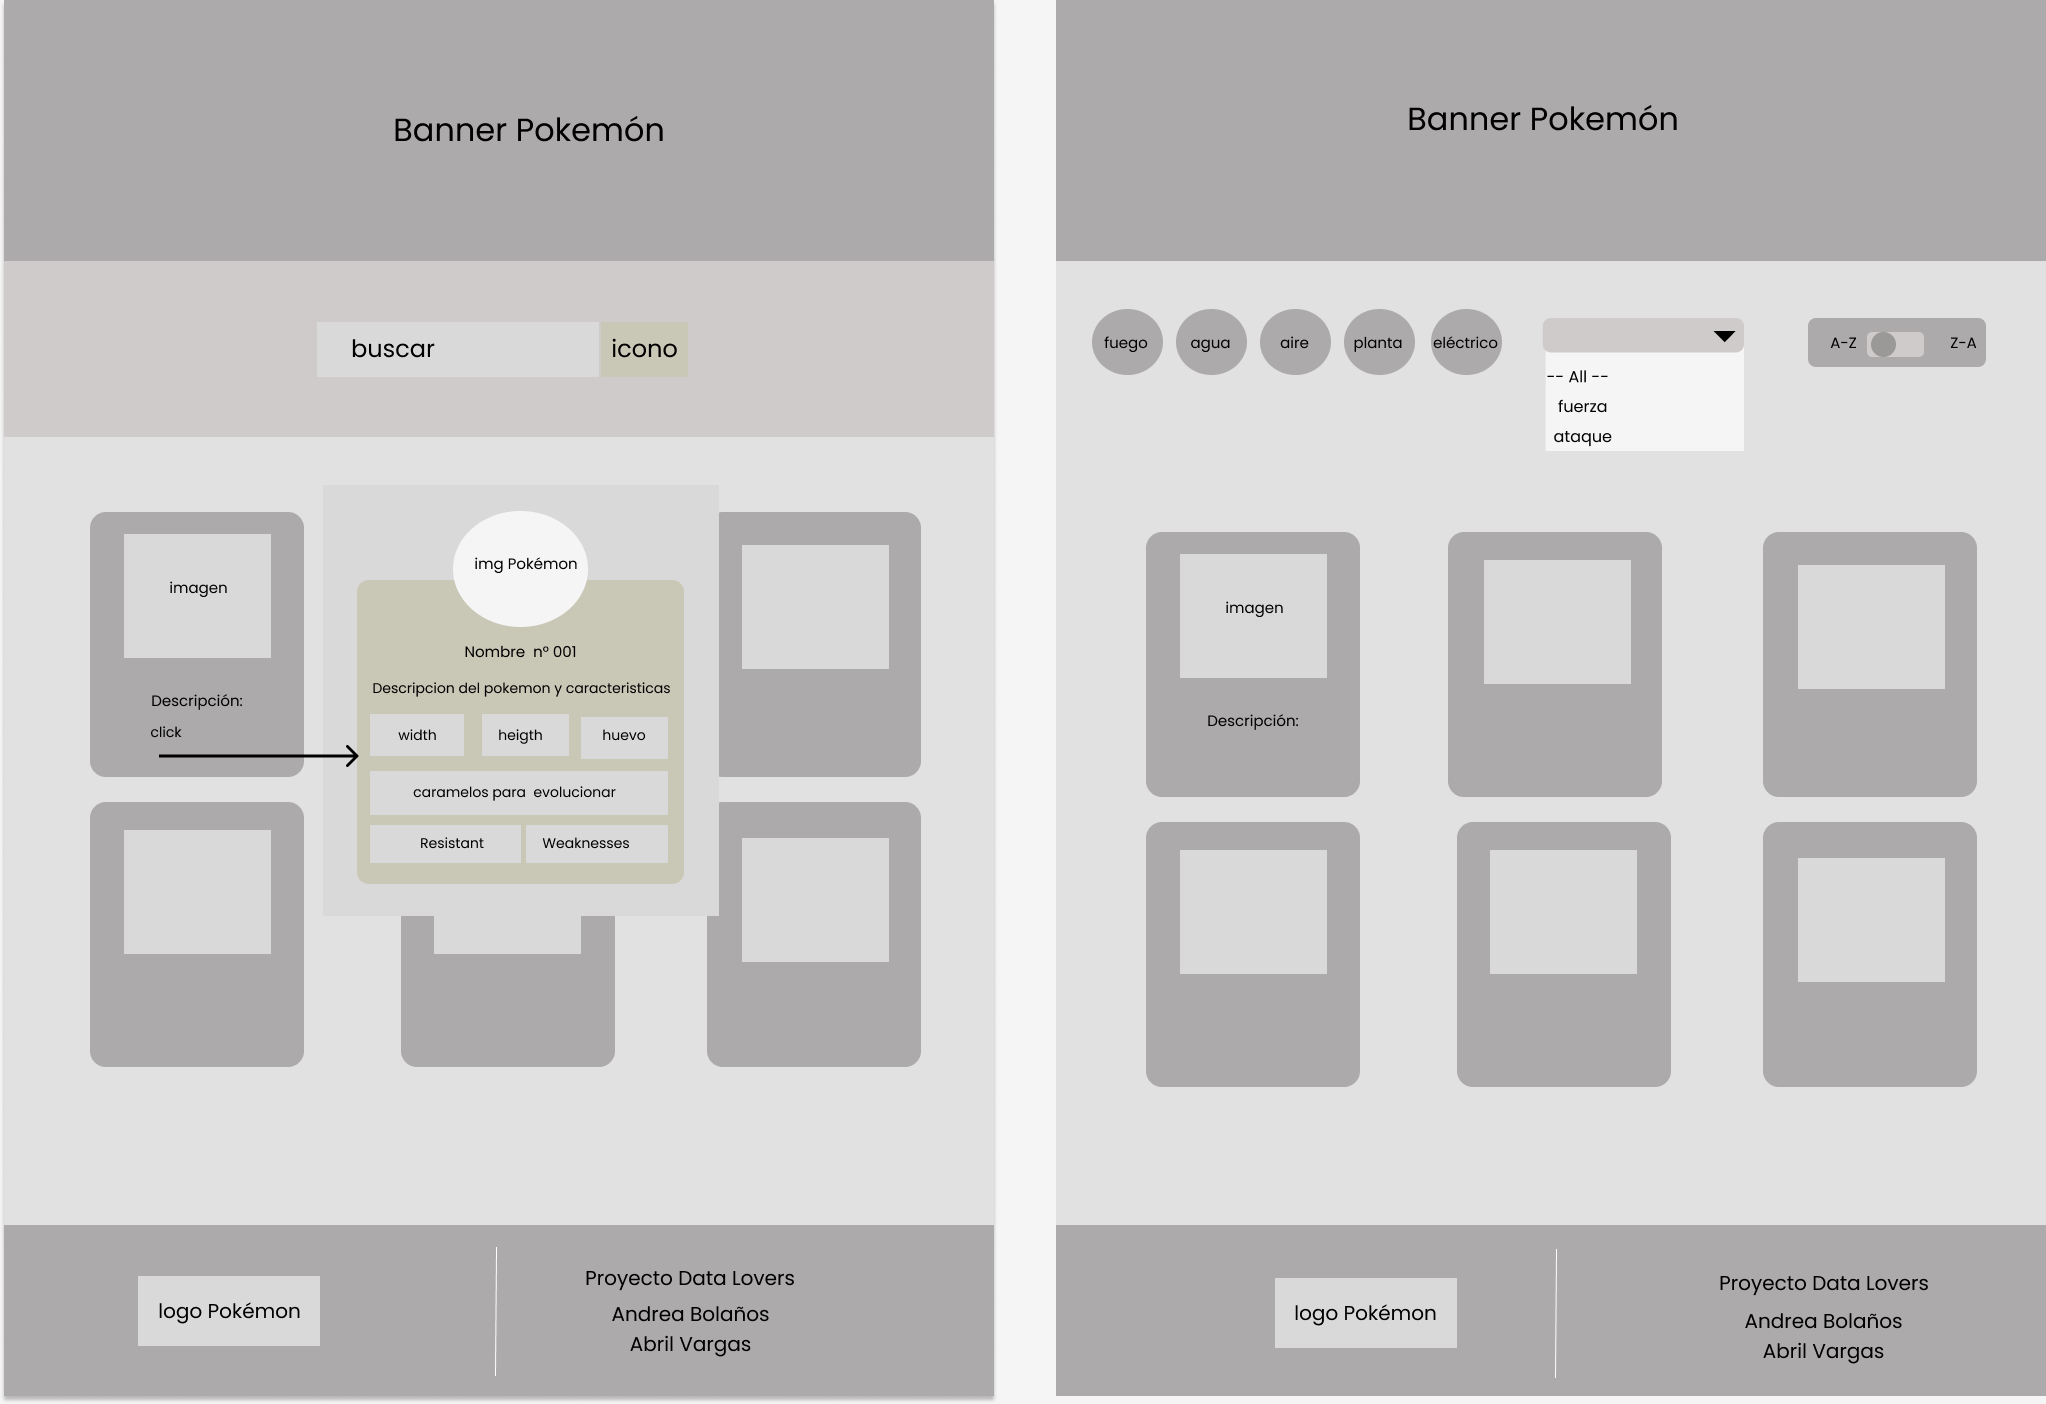 Banner Pokemón
buscar
icono
imagen
Descripción:
click
img Pokémon
Nombre  nº 001
Descripcion del pokemon y caracteristicas
width
heigth
huevo
caramelos para  evolucionar
Resistant
Weaknesses
logo Pokémon
Proyecto Data Lovers
Andrea Bolaños
Abril Vargas
Banner Pokemón
fuego
agua
aire
planta
eléctrico
-- All --
fuerza
ataque
A-Z
Z-A
imagen
Descripción:
logo Pokémon
Proyecto Data Lovers
Andrea Bolaños
Abril Vargas